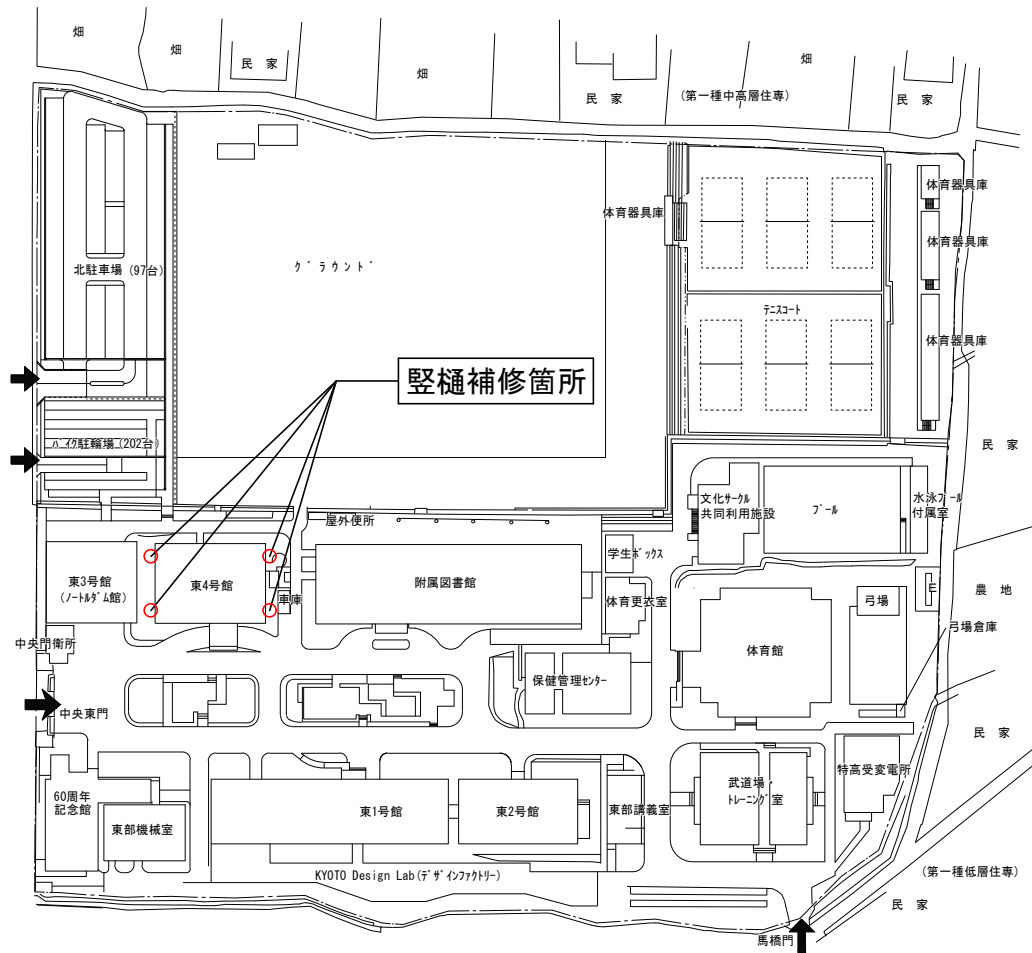 畑
畑
民 家
畑
民 家
(第一種中高層住専)
畑
民 家
体育器具庫
体育器具庫
体育器具庫
体育器具庫
北駐車場 (97台)
グラウンド
テニスコート
竪樋補修箇所
バイク駐輪場 (202台)
民 家
屋外便所
文化サークル
共同利用施設
プール
水泳プール
付属室
東3号館
(ノートルダム館)
東4号館
車庫
附属図書館
学生ボックス
体育更衣室
弓場
農 地
弓場倉庫
中央門衛所
体育館
保健管理センター
中央東門
民 家
60周年
記念館
東部機械室
東1号館
東2号館
東部講義室
武道場・
トレーニング室
特高受変電所
KYOTO Design Lab(デザインファクトリー)
(第一種低層住専)
民 家
馬橋門